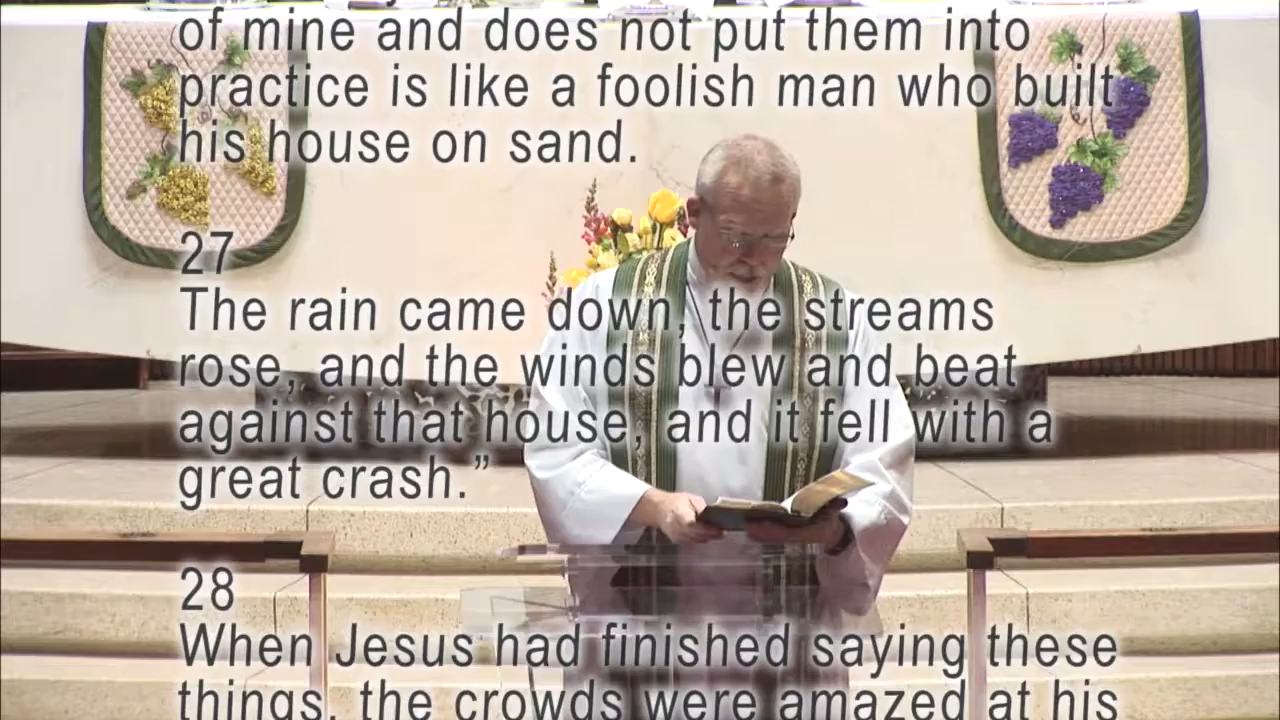 of mine and does not put them into
practice is like a foolish man who built
his house on sand.
27
The rain came down, the streams
rose, and the winds blew and beat
against that house, and it fell with a
great crash.”
28
When Jesus had finished saying these
things, the crowds were amazed at his